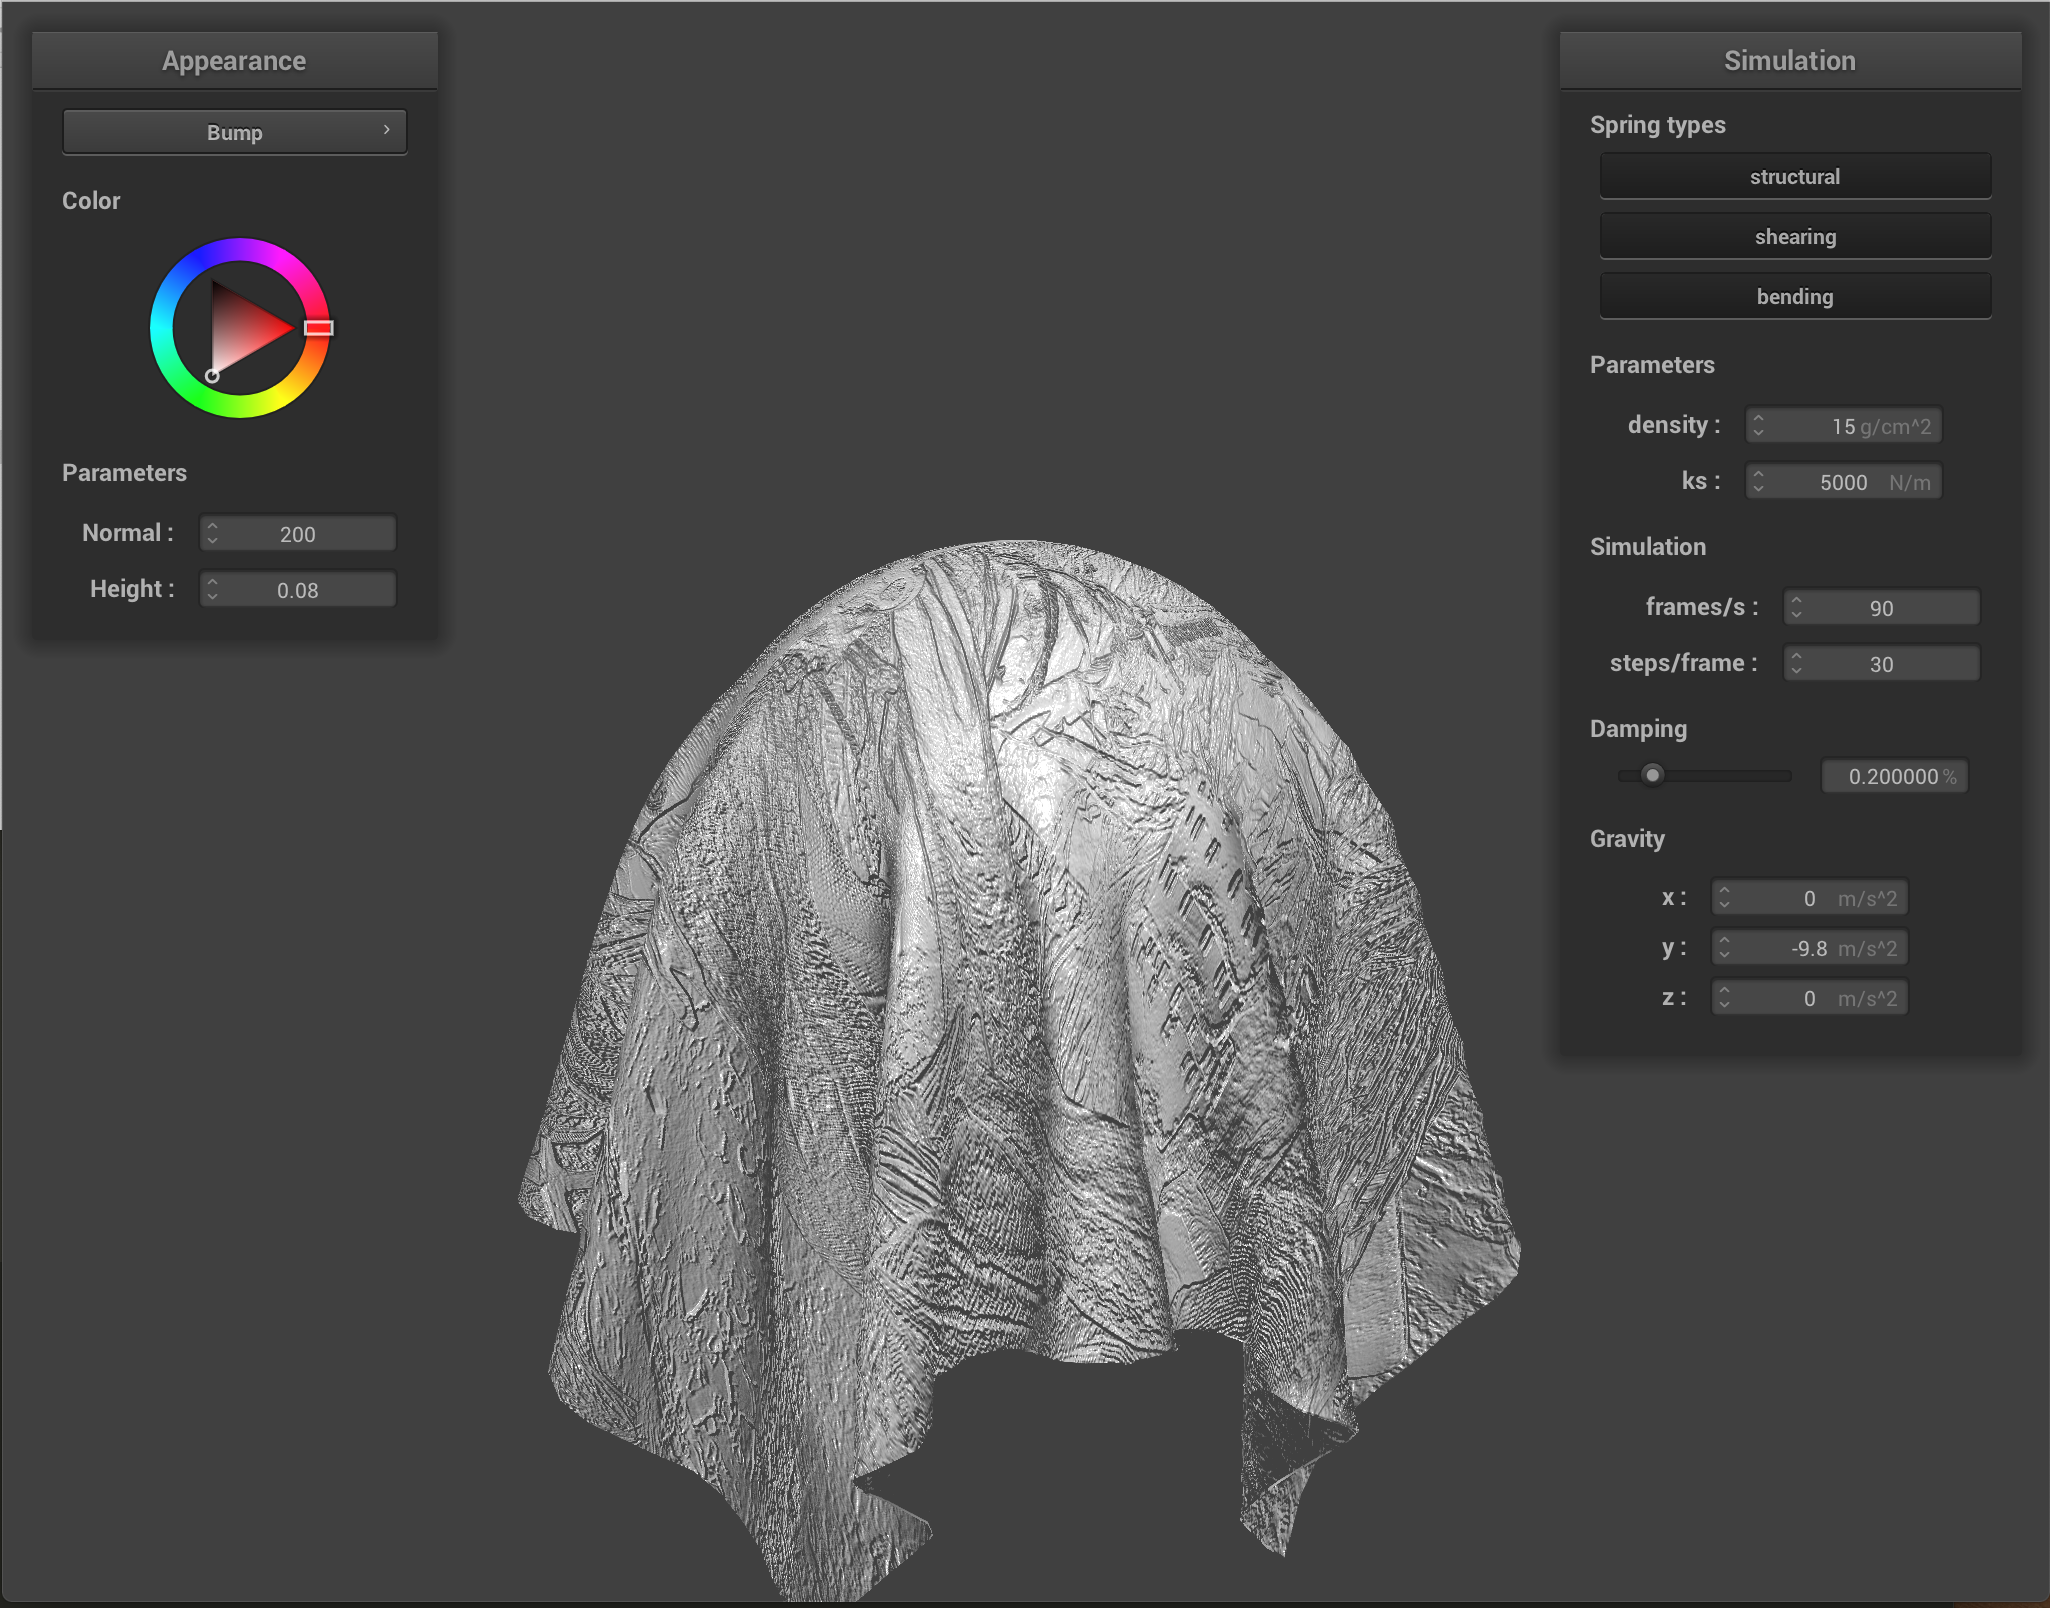 Appearance
Bump
Color
Parameters
Normal : 200
Height : 0.08
Simulation
Spring types
structural
shearing
bending
Parameters
density : 15 g/cm^2
ks : 5000 N/m
Simulation
frames/s : 90
steps/frame : 30
Damping
0.200000 %
Gravity
x : 0 m/s^2
y : -9.8 m/s^2
z : 0 m/s^2